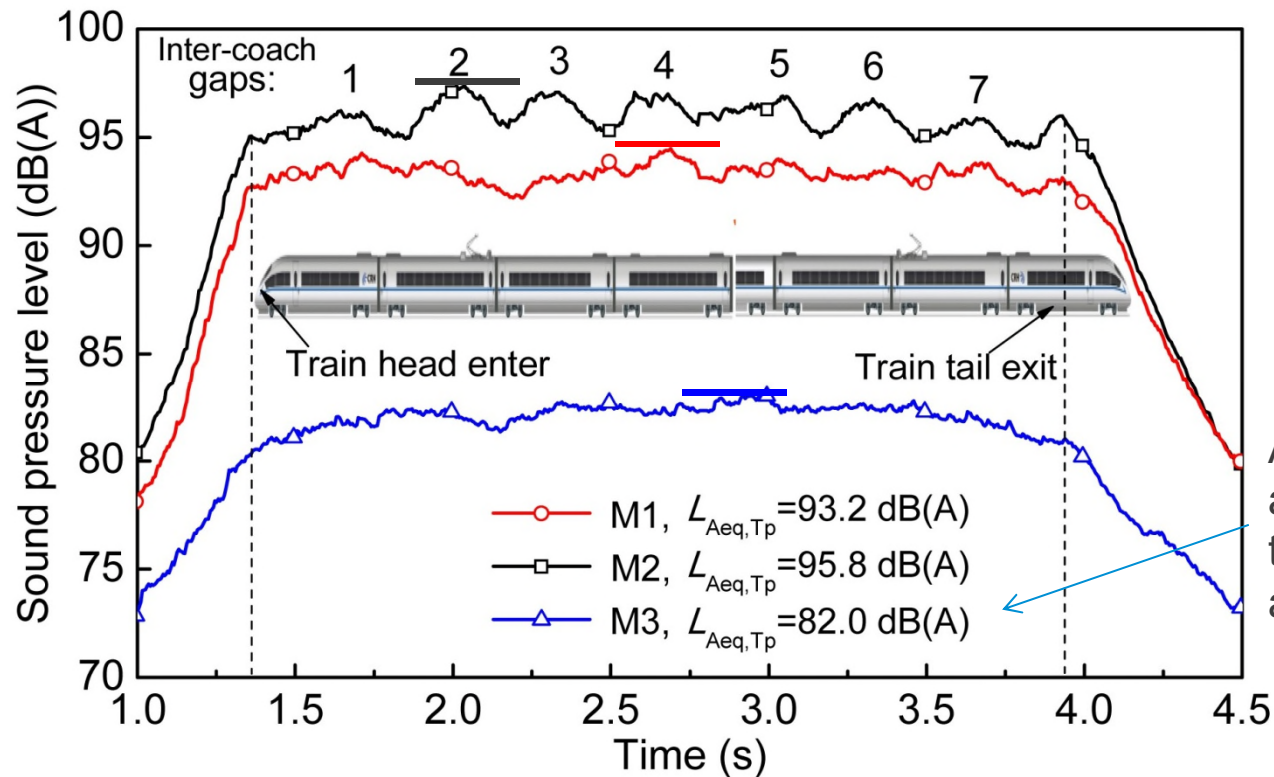 Inter-coach
gaps:
1 2 3 4 5 6 7
Sound pressure level (dB(A))
100
95
90
85
80
75
70
Train head enter
Train tail exit
M1, L_Aeq,Tp=93.2 dB(A)
M2, L_Aeq,Tp=95.8 dB(A)
M3, L_Aeq,Tp=82.0 dB(A)
1.0 1.5 2.0 2.5 3.0 3.5 4.0 4.5
Time (s)